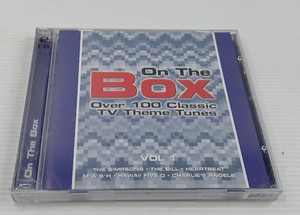 On The
Box
Over 100 Classic
TV Theme Tunes
VOL 1
THE SIMPSONS • THE BILL • HEARTBEAT
M*A*S*H • HAWAII FIVE O • CHARLIE'S ANGELS
On The Box